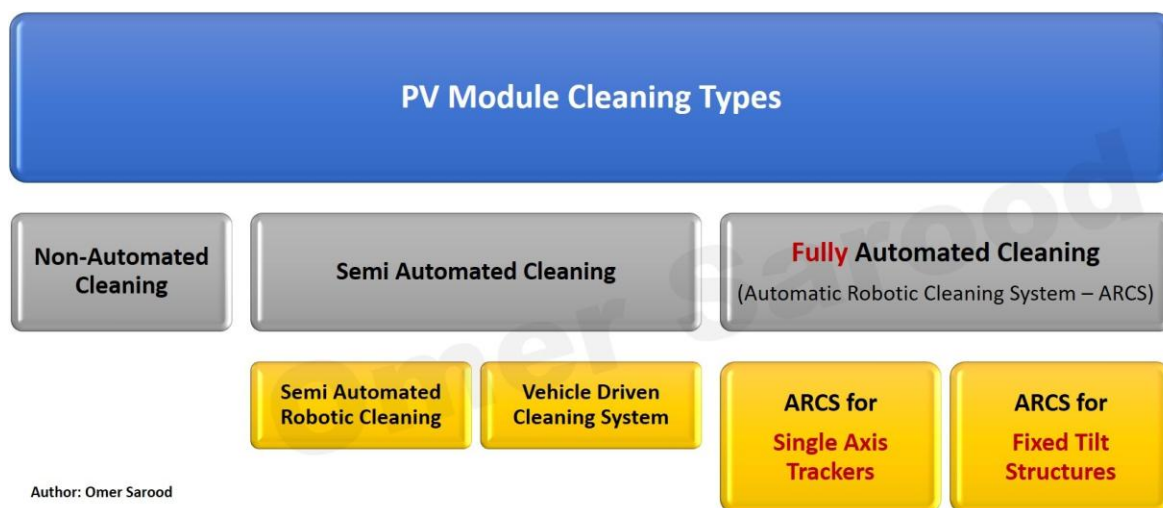 PV Module Cleaning Types
Non-Automated
Cleaning
Semi Automated Cleaning
Fully Automated Cleaning
(Automatic Robotic Cleaning System – ARCS)
Semi Automated
Robotic Cleaning
Vehicle Driven
Cleaning System
ARCS for
Single Axis
Trackers
ARCS for
Fixed Tilt
Structures
Author: Omer Sarood
Omer Sarood